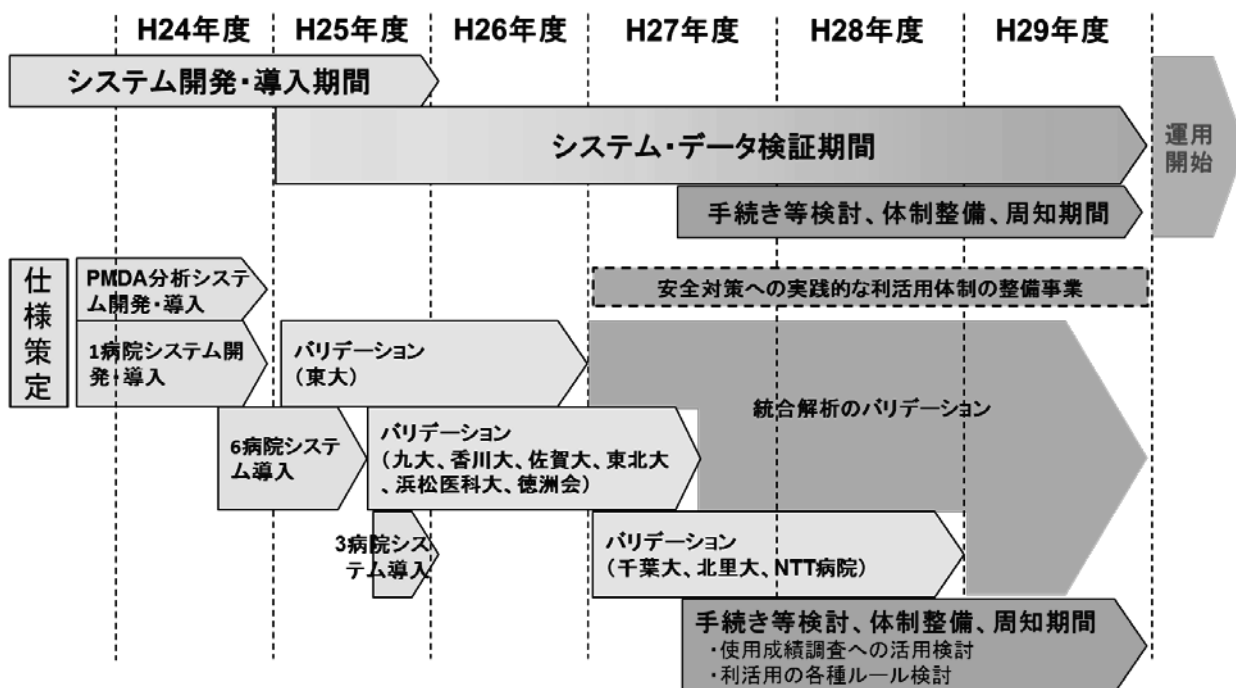 H24年度 H25年度 H26年度 H27年度 H28年度 H29年度
システム開発・導入期間
システム・データ検証期間
運用
開始
手続き等検討、体制整備、周知期間
仕様策定
PMDA分析システ
ム開発・導入
安全対策への実践的な利活用体制の整備事業
1病院システム開
発・導入
バリデーション
（東大）
統合解析のバリデーション
6病院システ
ム導入
バリデーション
（九大、香川大、佐賀大、東北大
、浜松医科大、徳洲会）
3病院シス
テム導入
バリデーション
（千葉大、北里大、NTT病院）
手続き等検討、体制整備、周知期間
・使用成績調査への活用検討
・利活用の各種ルール検討